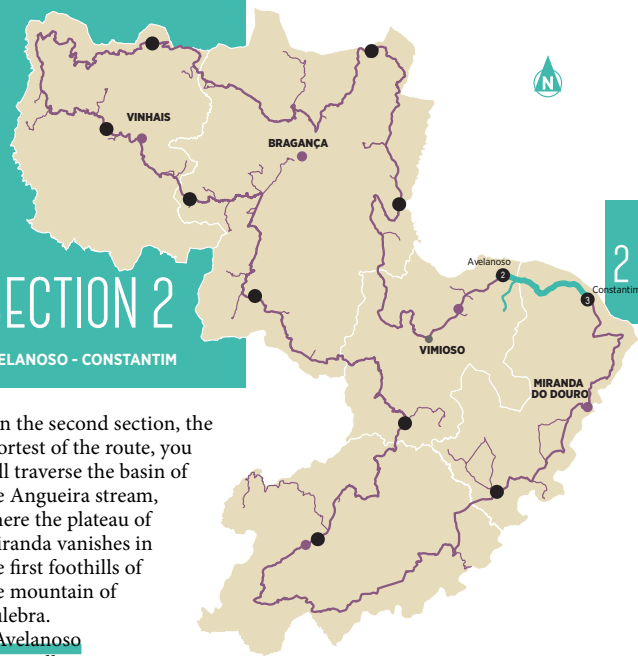 N
VINHAIS
BRAGANÇA
Avelanoso
2
2
Constantim
3
VIMIOSO
MIRANDA
DO DOURO
ECTION 2
ELANOSO - CONSTANTIM
n the second section, the
ortest of the route, you
ll traverse the basin of
e Angueira stream,
here the plateau of
iranda vanishes in
e first foothills of
e mountain of
ulebra.
Avelanoso